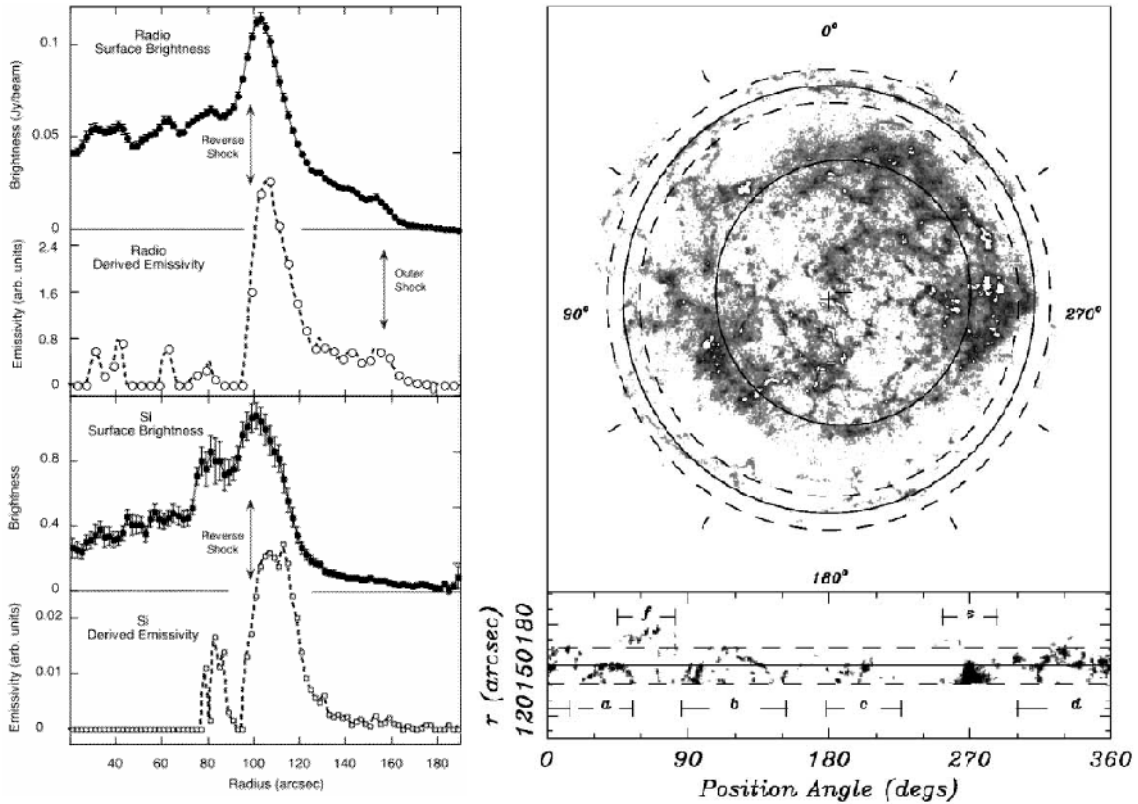 Radio
Surface Brightness
Brightness (Jy/beam)
0.1
0.05
0
Reverse
Shock
Radio
Derived Emissivity
Emissivity (arb. units)
2.4
1.6
0.8
0
Outer
Shock
Si
Surface Brightness
Brightness
0.8
0.4
0
Reverse
Shock
Si
Derived Emissivity
Emissivity (arb. units)
0.02
0.01
0
40 60 80 100 120 140 160 180
Radius (arcsec)
0°
90°
270°
180°
r (arcsec)
120 150 180
f
s
a
b
c
d
0 90 180 270 360
Position Angle (degs)